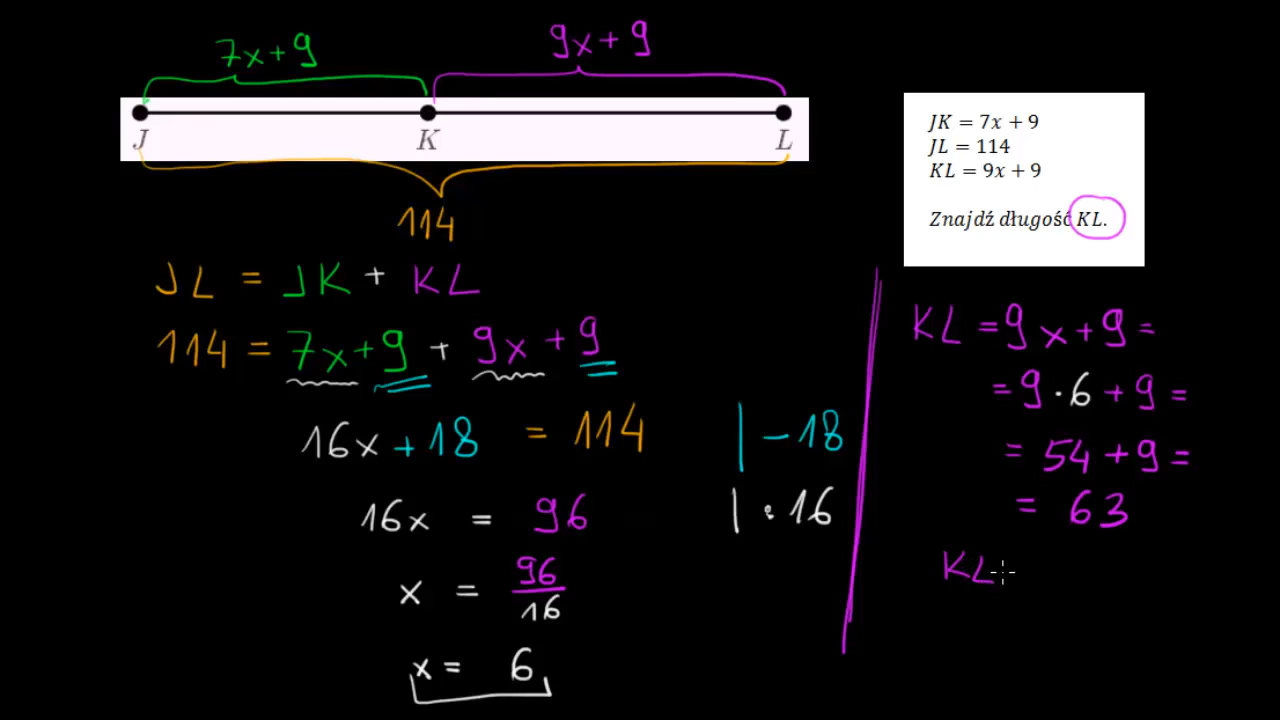 7x+9
9x+9
J K L
114
JK = 7x + 9
JL = 114
KL = 9x + 9
Znajdź długość KL.
JL = JK + KL
114 = 7x+9 + 9x+9
16x+18 = 114 | -18
16x = 96 | :16
x = 96/16
x = 6
KL = 9x+9 =
= 9·6+9 =
= 54+9 =
= 63
KL